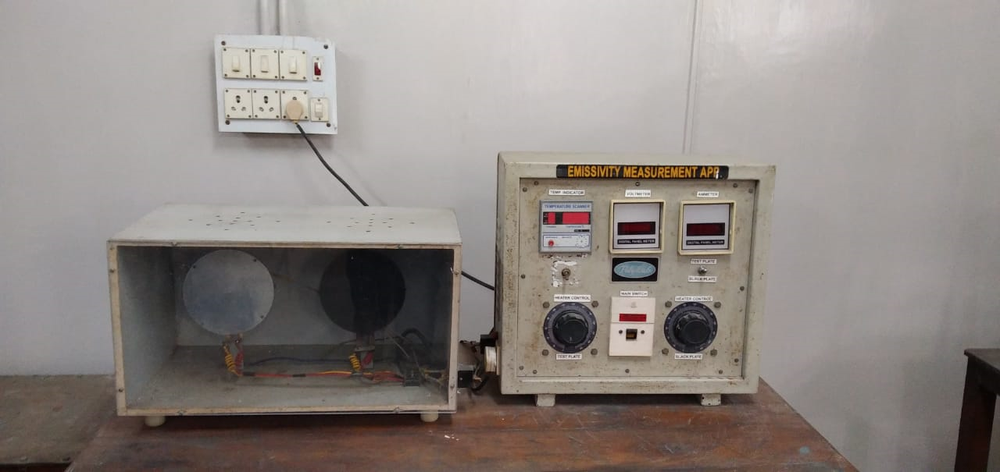 EMISSIVITY MEASUREMENT APP.
TEMP. INDICATOR
VOLTMETER
AMMETER
TEMPERATURE SCANNER
DIGITAL PANEL METER
DIGITAL PANEL METER
TEST PLATE
BLACK PLATE
HEATER CONTROL
MAIN SWITCH
HEATER CONTROL
TEST PLATE
BLACK PLATE